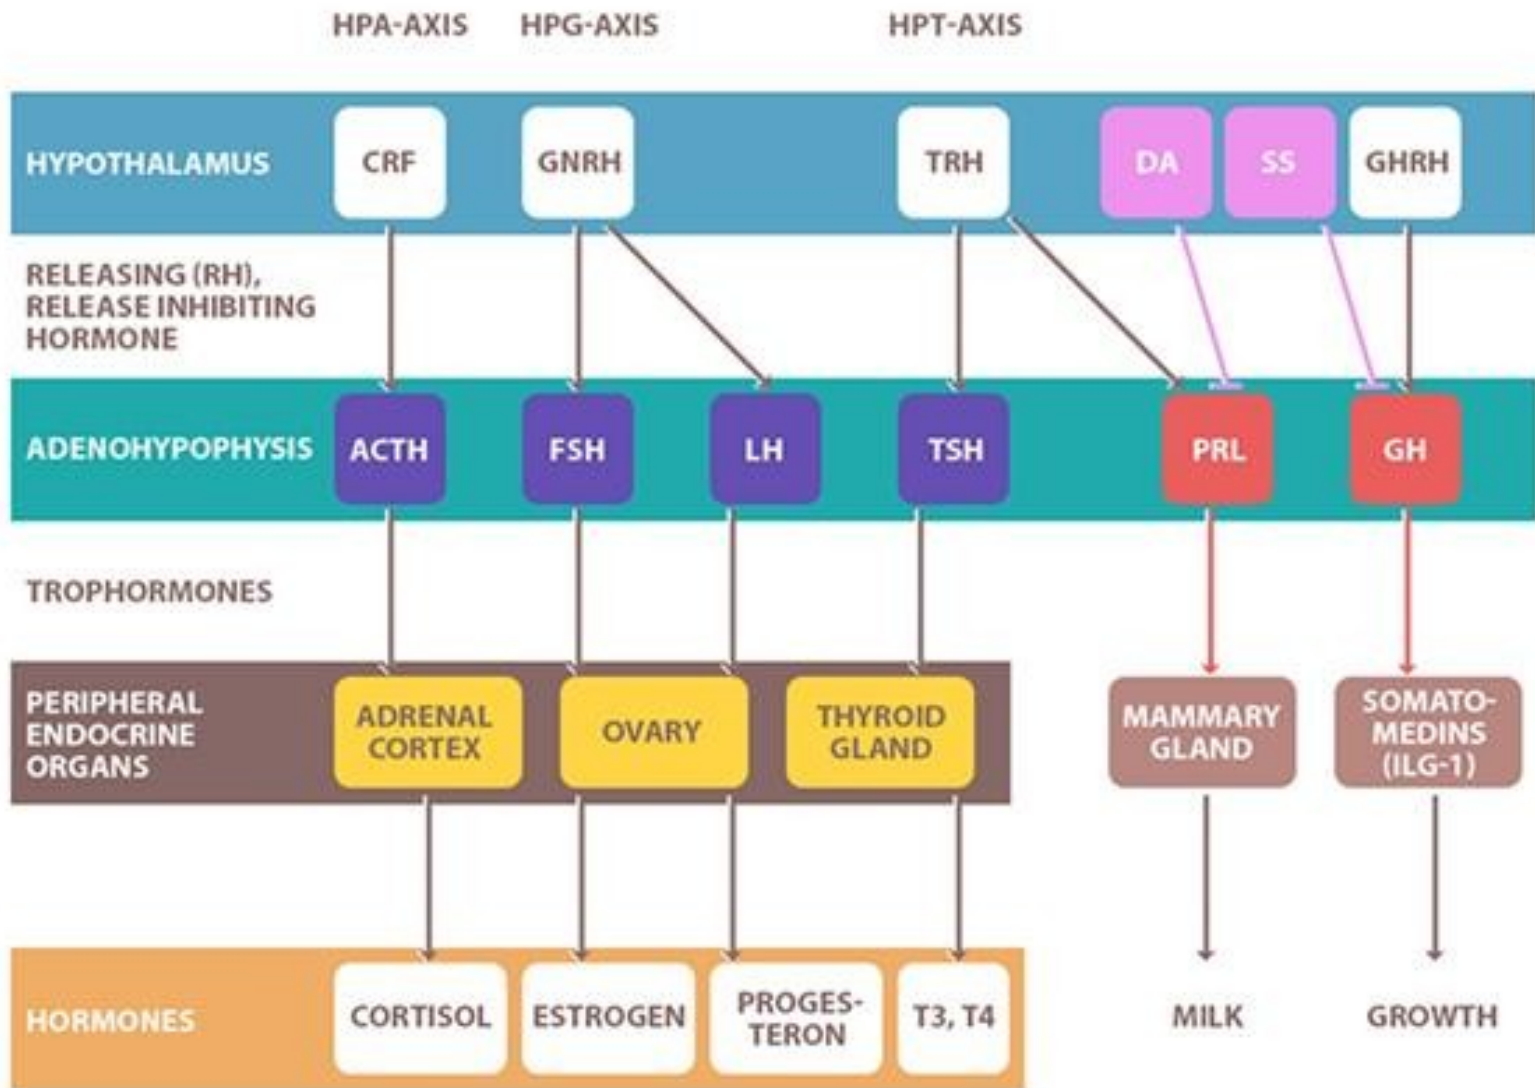 HPA-AXIS HPG-AXIS HPT-AXIS
HYPOTHALAMUS CRF GNRH TRH DA SS GHRH
RELEASING (RH),
RELEASE INHIBITING
HORMONE
ADENOHYPOPHYSIS ACTH FSH LH TSH PRL GH
TROPHORMONES
PERIPHERAL
ENDOCRINE
ORGANS
ADRENAL
CORTEX
OVARY
THYROID
GLAND
MAMMARY
GLAND
SOMATO-
MEDINS
(ILG-1)
HORMONES
CORTISOL
ESTROGEN
PROGES-
TERON
T3, T4
MILK
GROWTH